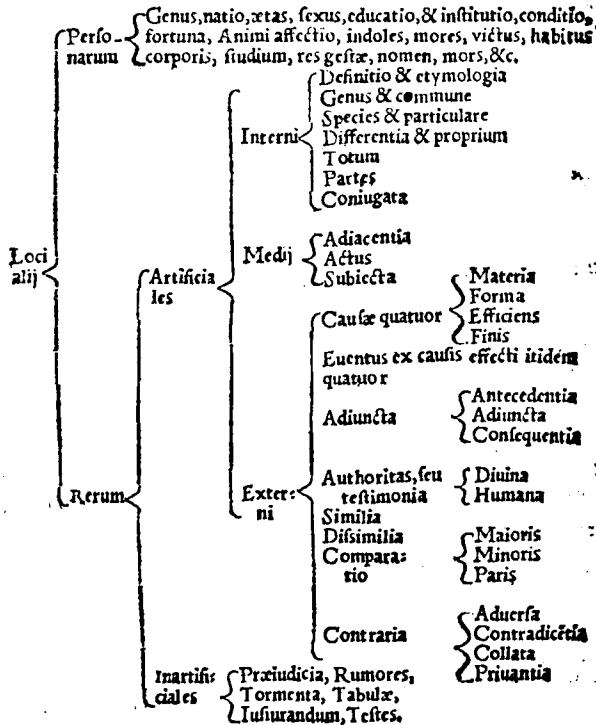 Genus, natio, ætas, ſexus, educatio, & inſtitutio, conditio,
Perſo-
narum
fortuna, Animi affectio, indoles, mores, victus, habitus
corporis, ſtudium, res geſtæ, nomen, mors, &c.
Definitio & etymologia
Genus & commune
Species & particulare
Interni
Differentia & proprium
Totum
Partes
Coniugata
Loci
alij
Artificia
les
Medij
Adiacentia
Actus
Subiecta
Cauſæ quatuor
Materia
Forma
Efficiens
Finis
Euentus ex cauſis effecti itidem
quatuor
Adiuncta
Antecedentia
Adiuncta
Conſequentia
Rerum
Exter-
ni
Authoritas, ſeu
teſtimonia
Diuina
Humana
Similia
Diſsimilia
Compara-
tio
Maioris
Minoris
Paris
Contraria
Aduerſa
Contradicẽtia
Collata
Priuantia
Inartifi-
ciales
Præiudicia, Rumores,
Tormenta, Tabulæ,
Iuſiurandum, Teſtes.